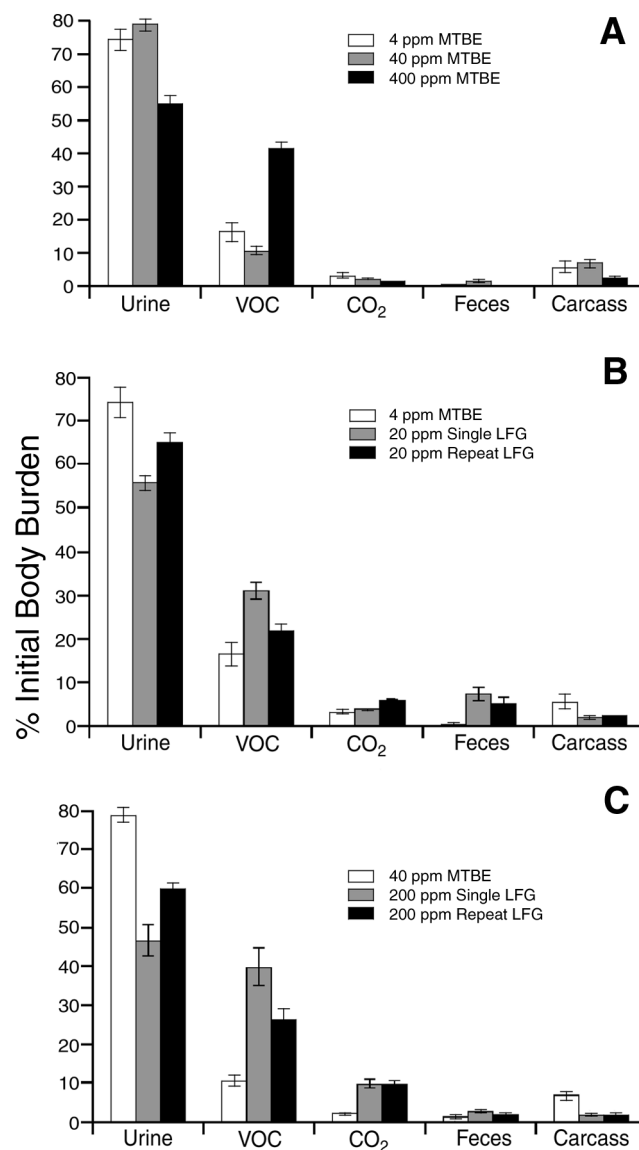 % Initial Body Burden
A
4 ppm MTBE
40 ppm MTBE
400 ppm MTBE
80
70
60
50
40
30
20
10
0
Urine VOC CO₂ Feces Carcass
B
4 ppm MTBE
20 ppm Single LFG
20 ppm Repeat LFG
80
70
60
50
40
30
20
10
0
Urine VOC CO₂ Feces Carcass
C
40 ppm MTBE
200 ppm Single LFG
200 ppm Repeat LFG
80
70
60
50
40
30
20
10
0
Urine VOC CO₂ Feces Carcass